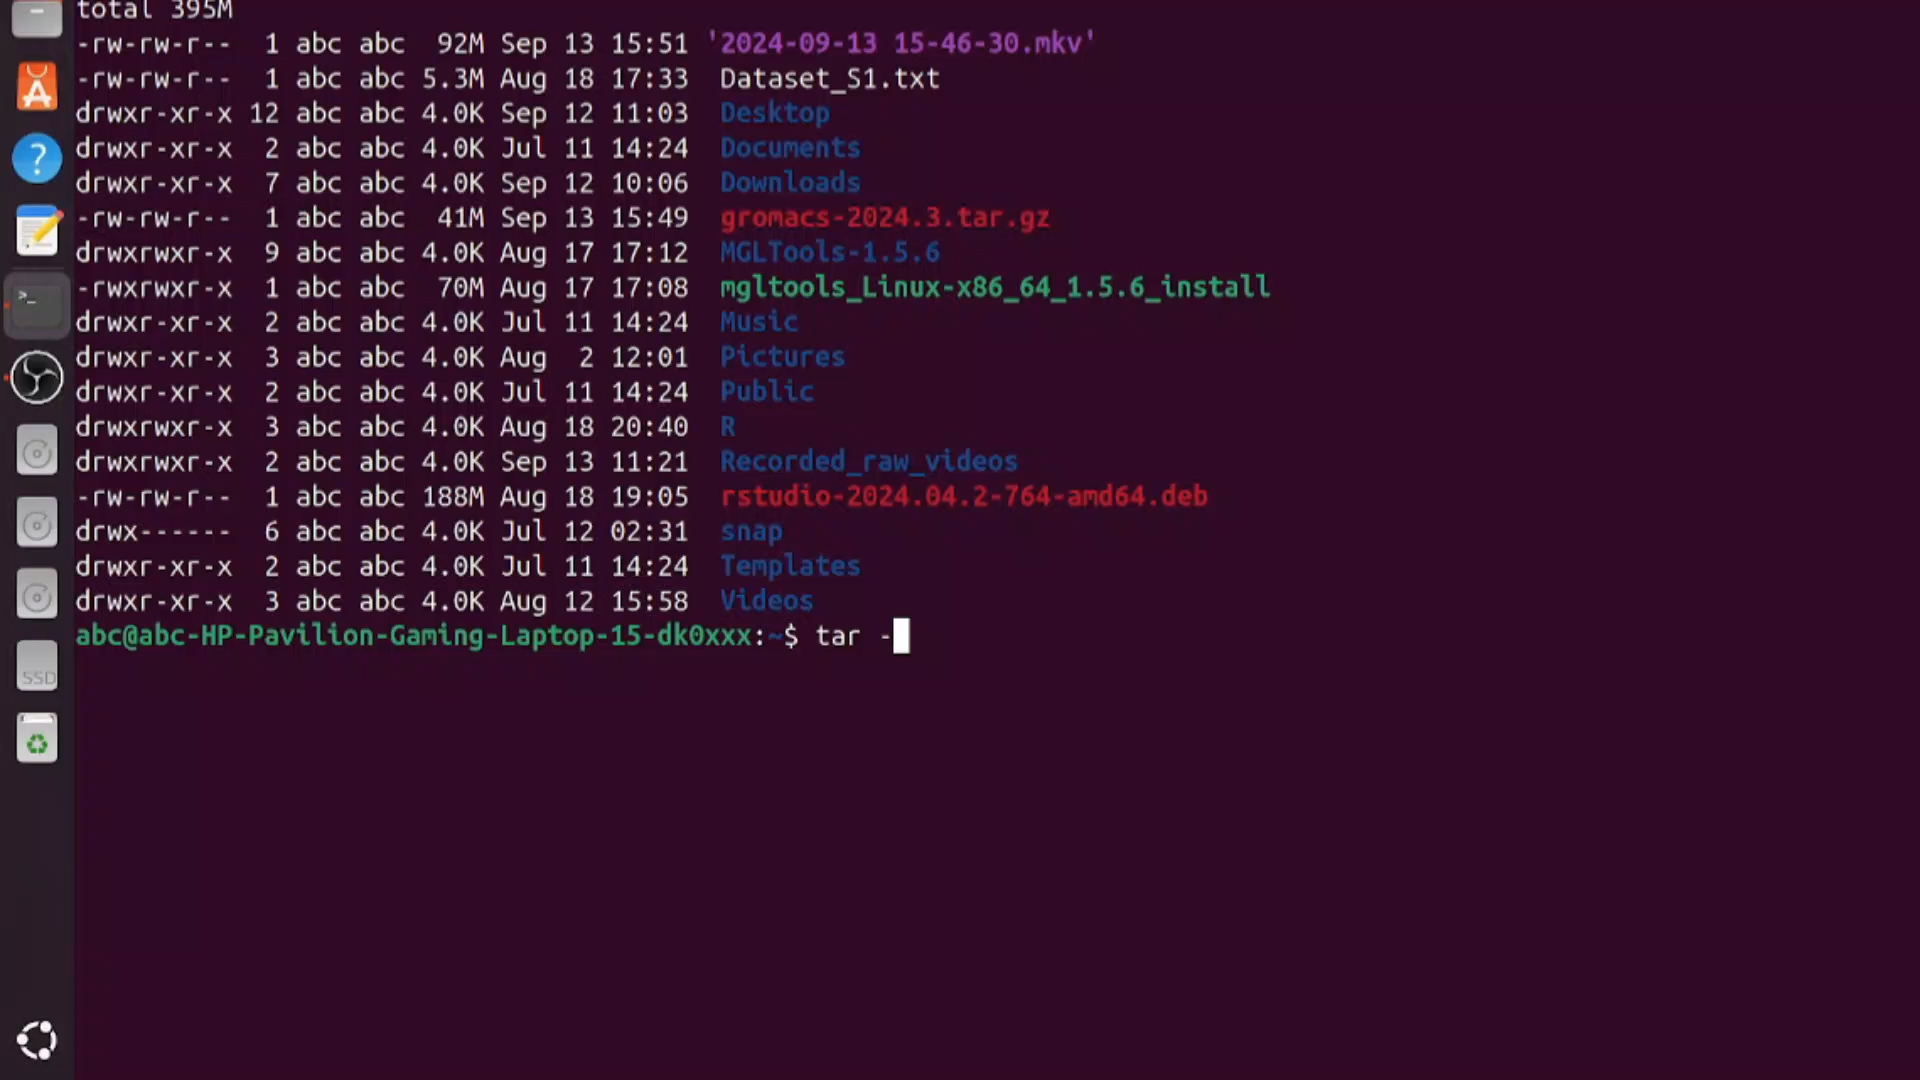 total 395M
-rw-rw-r--  1 abc abc  92M Sep 13 15:51 '2024-09-13 15-46-30.mkv'
-rw-rw-r--  1 abc abc 5.3M Aug 18 17:33  Dataset_S1.txt
drwxr-xr-x 12 abc abc 4.0K Sep 12 11:03  Desktop
drwxr-xr-x  2 abc abc 4.0K Jul 11 14:24  Documents
drwxr-xr-x  7 abc abc 4.0K Sep 12 10:06  Downloads
-rw-rw-r--  1 abc abc  41M Sep 13 15:49  gromacs-2024.3.tar.gz
drwxrwxr-x  9 abc abc 4.0K Aug 17 17:12  MGLTools-1.5.6
-rwxrwxr-x  1 abc abc  70M Aug 17 17:08  mgltools_Linux-x86_64_1.5.6_install
drwxr-xr-x  2 abc abc 4.0K Jul 11 14:24  Music
drwxr-xr-x  3 abc abc 4.0K Aug  2 12:01  Pictures
drwxr-xr-x  2 abc abc 4.0K Jul 11 14:24  Public
drwxrwxr-x  3 abc abc 4.0K Aug 18 20:40  R
drwxrwxr-x  2 abc abc 4.0K Sep 13 11:21  Recorded_raw_videos
-rw-rw-r--  1 abc abc 188M Aug 18 19:05  rstudio-2024.04.2-764-amd64.deb
drwx------  6 abc abc 4.0K Jul 12 02:31  snap
drwxr-xr-x  2 abc abc 4.0K Jul 11 14:24  Templates
drwxr-xr-x  3 abc abc 4.0K Aug 12 15:58  Videos
abc@abc-HP-Pavilion-Gaming-Laptop-15-dk0xxx:~$ tar -
SSD